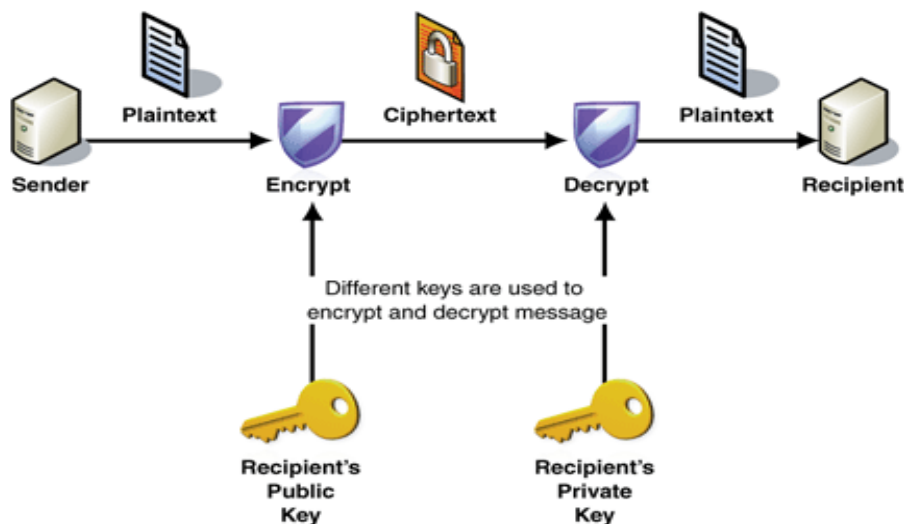 Plaintext
Ciphertext
Plaintext
Sender
Encrypt
Decrypt
Recipient
Different keys are used to
encrypt and decrypt message
Recipient's
Public
Key
Recipient's
Private
Key